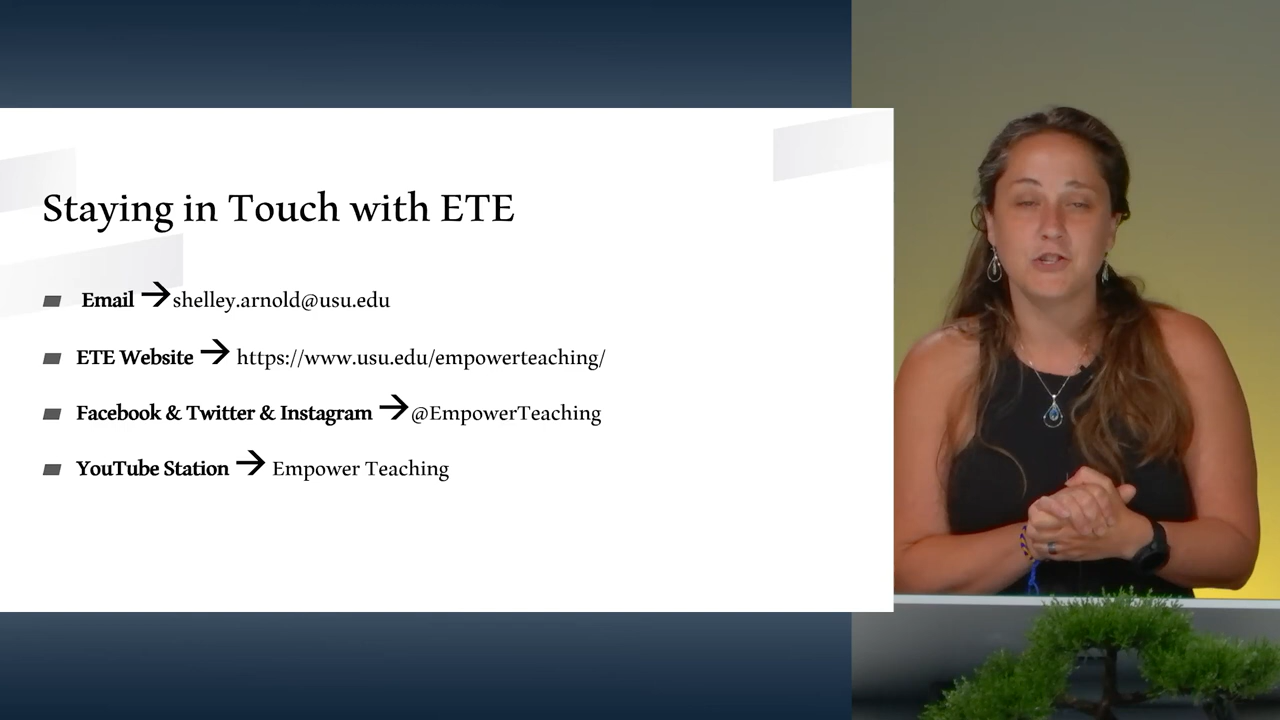 Staying in Touch with ETE
Email → shelley.arnold@usu.edu
ETE Website → https://www.usu.edu/empowerteaching/
Facebook & Twitter & Instagram → @EmpowerTeaching
YouTube Station → Empower Teaching